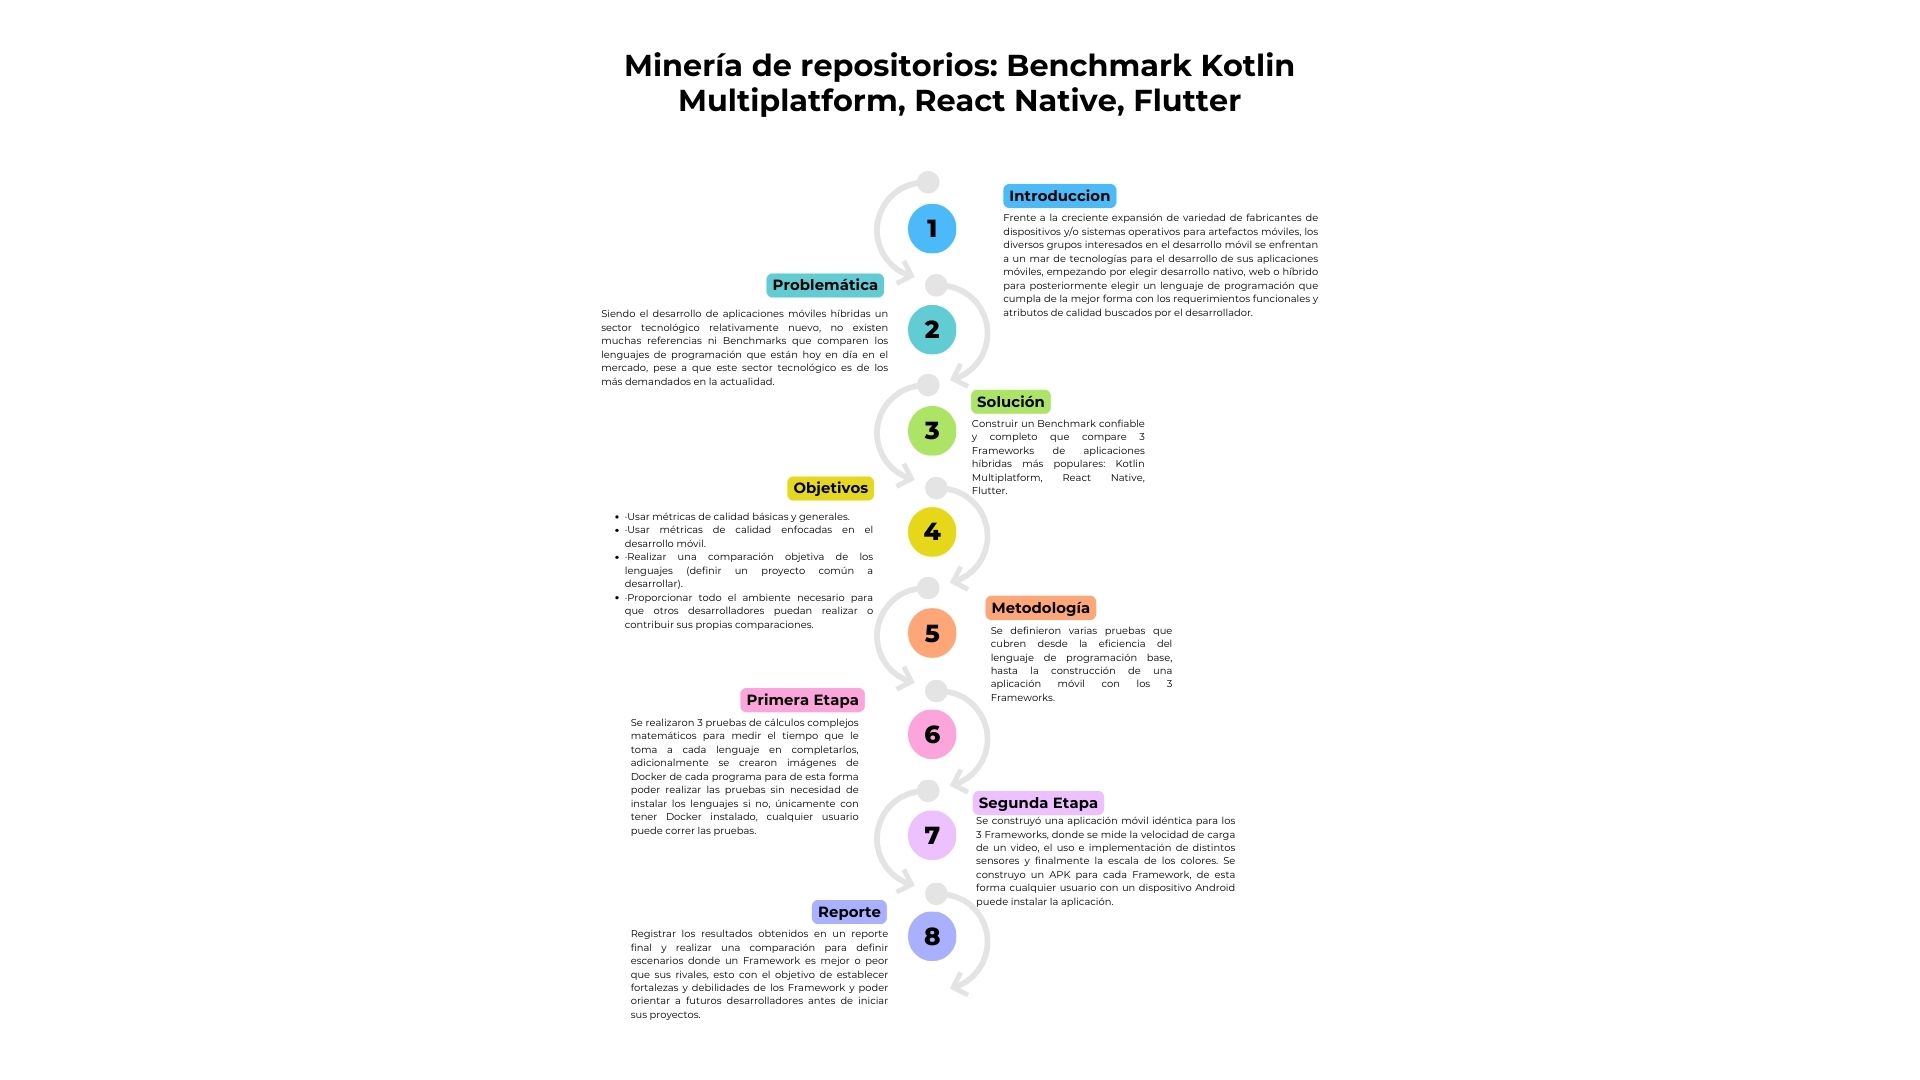 Minería de repositorios: Benchmark Kotlin
Multiplatform, React Native, Flutter
1
Introduccion
Frente a la creciente expansión de variedad de fabricantes de
dispositivos y/o sistemas operativos para artefactos móviles, los
diversos grupos interesados en el desarrollo móvil se enfrentan
a un mar de tecnologías para el desarrollo de sus aplicaciones
móviles, empezando por elegir desarrollo nativo, web o híbrido
para posteriormente elegir un lenguaje de programación que
cumpla de la mejor forma con los requerimientos funcionales y
atributos de calidad buscados por el desarrollador.
2
Problemática
Siendo el desarrollo de aplicaciones móviles híbridas un
sector tecnológico relativamente nuevo, no existen
muchas referencias ni Benchmarks que comparen los
lenguajes de programación que están hoy en día en el
mercado, pese a que este sector tecnológico es de los
más demandados en la actualidad.
3
Solución
Construir un Benchmark confiable
y completo que compare 3
Frameworks de aplicaciones
híbridas más populares: Kotlin
Multiplatform, React Native,
Flutter.
4
Objetivos
• ·Usar métricas de calidad básicas y generales.
• ·Usar métricas de calidad enfocadas en el
desarrollo móvil.
• ·Realizar una comparación objetiva de los
lenguajes (definir un proyecto común a
desarrollar).
• ·Proporcionar todo el ambiente necesario para
que otros desarrolladores puedan realizar o
contribuir sus propias comparaciones.
5
Metodología
Se definieron varias pruebas que
cubren desde la eficiencia del
lenguaje de programación base,
hasta la construcción de una
aplicación móvil con los 3
Frameworks.
6
Primera Etapa
Se realizaron 3 pruebas de cálculos complejos
matemáticos para medir el tiempo que le
toma a cada lenguaje en completarlos,
adicionalmente se crearon imágenes de
Docker de cada programa para de esta forma
poder realizar las pruebas sin necesidad de
instalar los lenguajes si no, únicamente con
tener Docker instalado, cualquier usuario
puede correr las pruebas.
7
Segunda Etapa
Se construyó una aplicación móvil idéntica para los
3 Frameworks, donde se mide la velocidad de carga
de un video, el uso e implementación de distintos
sensores y finalmente la escala de los colores. Se
construyo un APK para cada Framework, de esta
forma cualquier usuario con un dispositivo Android
puede instalar la aplicación.
8
Reporte
Registrar los resultados obtenidos en un reporte
final y realizar una comparación para definir
escenarios donde un Framework es mejor o peor
que sus rivales, esto con el objetivo de establecer
fortalezas y debilidades de los Framework y poder
orientar a futuros desarrolladores antes de iniciar
sus proyectos.